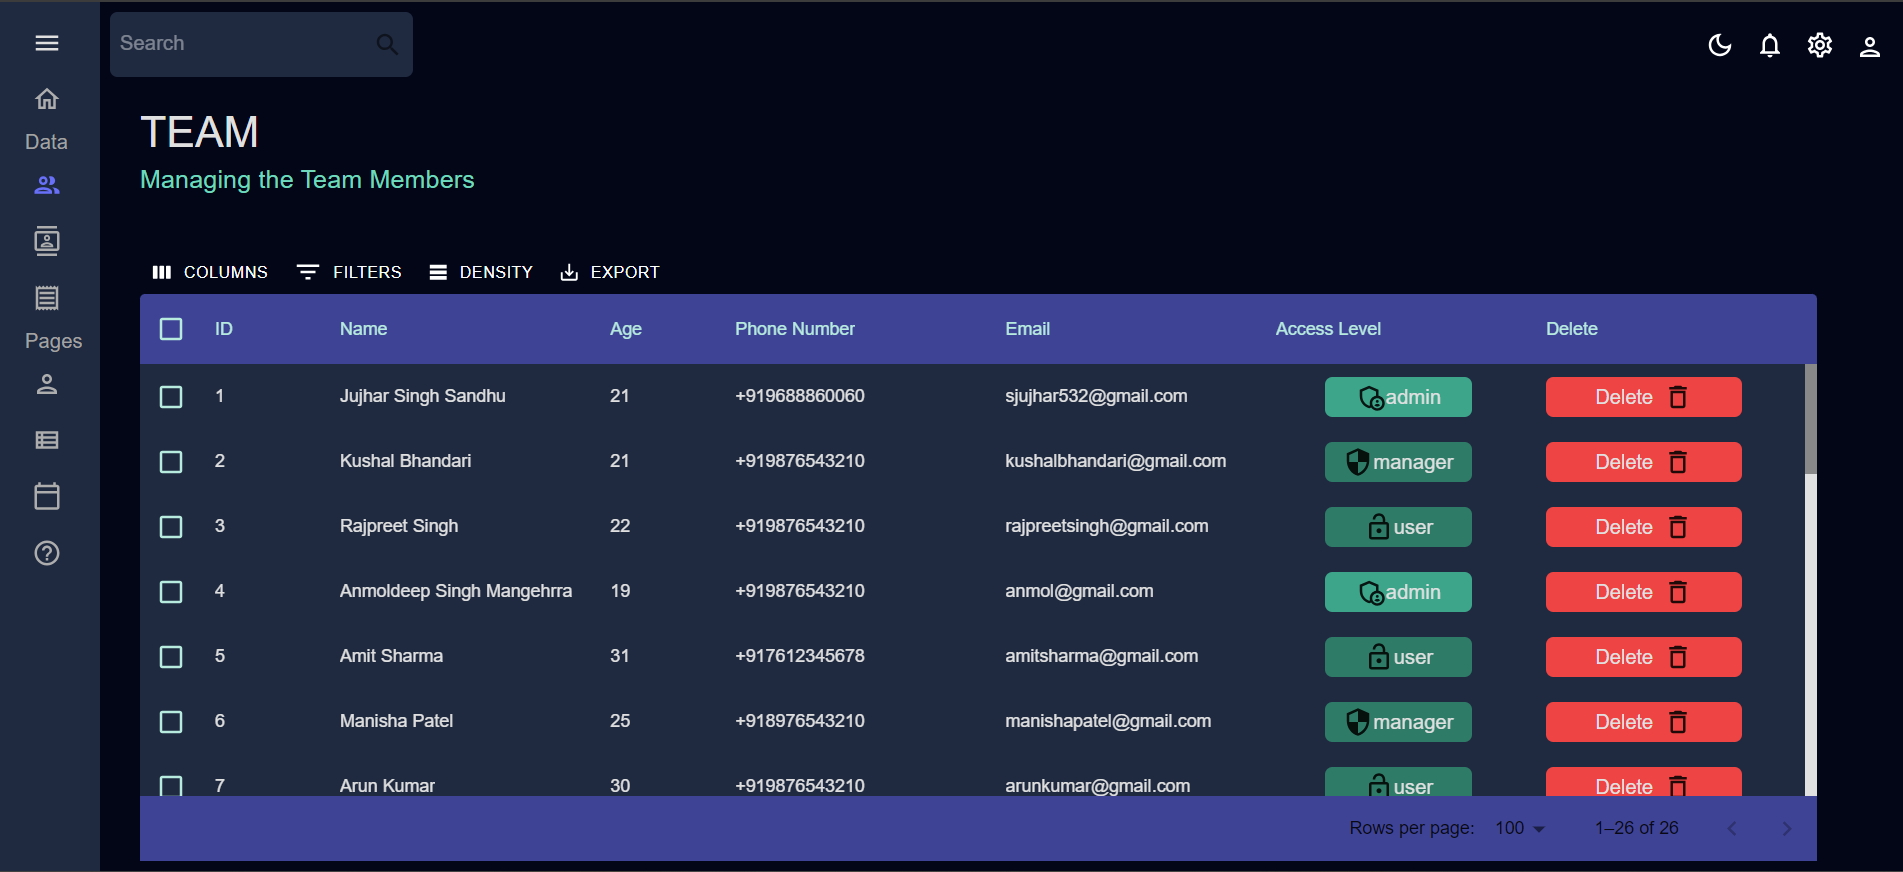 Search
Data
Pages
TEAM
Managing the Team Members
COLUMNS FILTERS DENSITY EXPORT
ID Name Age Phone Number Email Access Level Delete
1 Jujhar Singh Sandhu 21 +919688860060 sjujhar532@gmail.com admin Delete
2 Kushal Bhandari 21 +919876543210 kushalbhandari@gmail.com manager Delete
3 Rajpreet Singh 22 +919876543210 rajpreetsingh@gmail.com user Delete
4 Anmoldeep Singh Mangehrra 19 +919876543210 anmol@gmail.com admin Delete
5 Amit Sharma 31 +917612345678 amitsharma@gmail.com user Delete
6 Manisha Patel 25 +918976543210 manishapatel@gmail.com manager Delete
7 Arun Kumar 30 +919876543210 arunkumar@gmail.com user Delete
Rows per page: 100 1–26 of 26